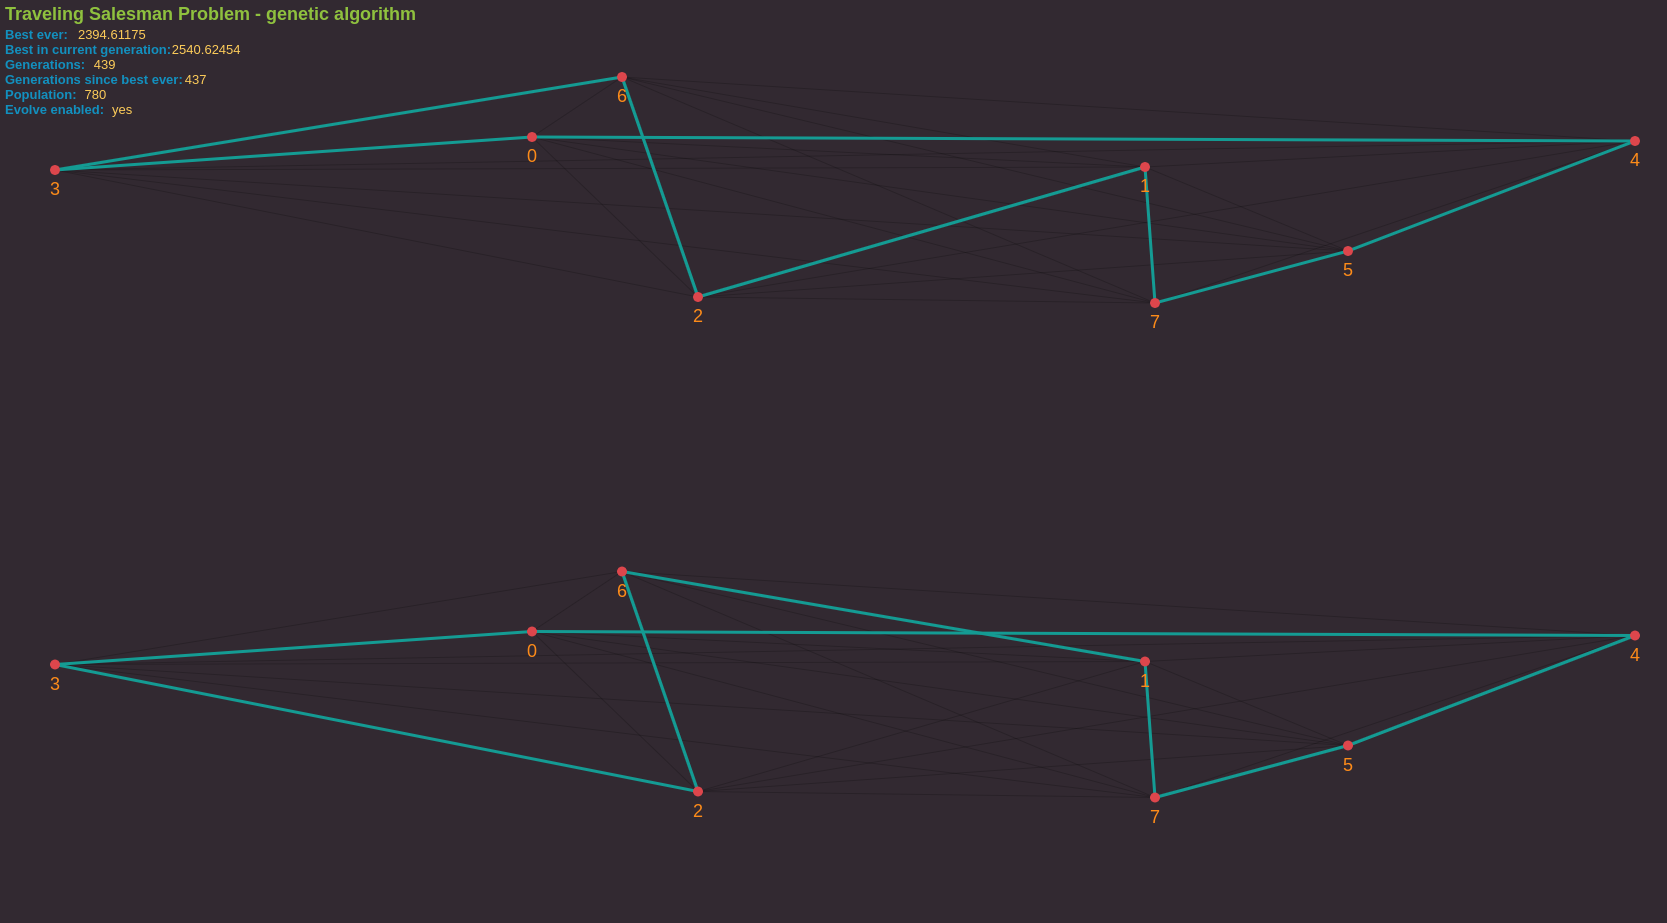 Traveling Salesman Problem - genetic algorithm
Best ever: 2394.61175
Best in current generation: 2540.62454
Generations: 439
Generations since best ever: 437
Population: 780
Evolve enabled: yes
6
0
3
1
4
5
2
7
6
0
3
1
4
5
2
7